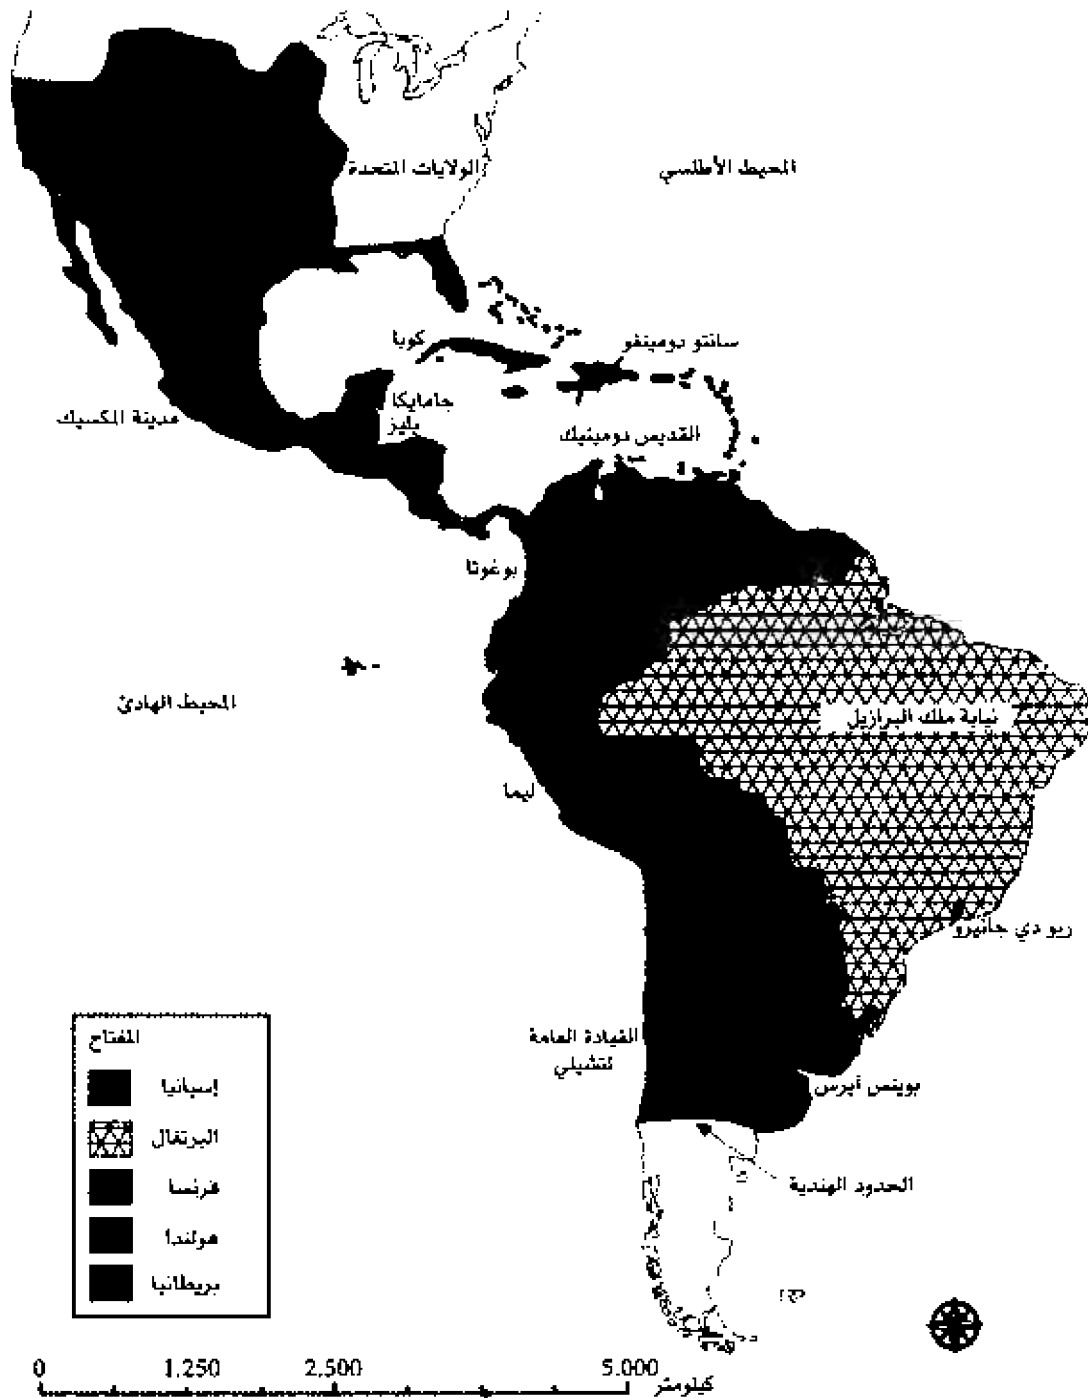 الولايات المتحدة
المحيط الأطلسي
كوبا
سانتو دومينغو
مدينة المكسيك
جامايكا
بليز
القديس دومينيك
بوغوتا
المحيط الهادئ
نيابة ملك البرازيل
ليما
ريو دي جانيرو
القيادة العامة
لتشيلي
بوينس آيرس
الحدود الهندية
المفتاح
إسبانيا
البرتغال
فرنسا
هولندا
بريطانيا
0 1.250 2.500 5.000
كيلومتر